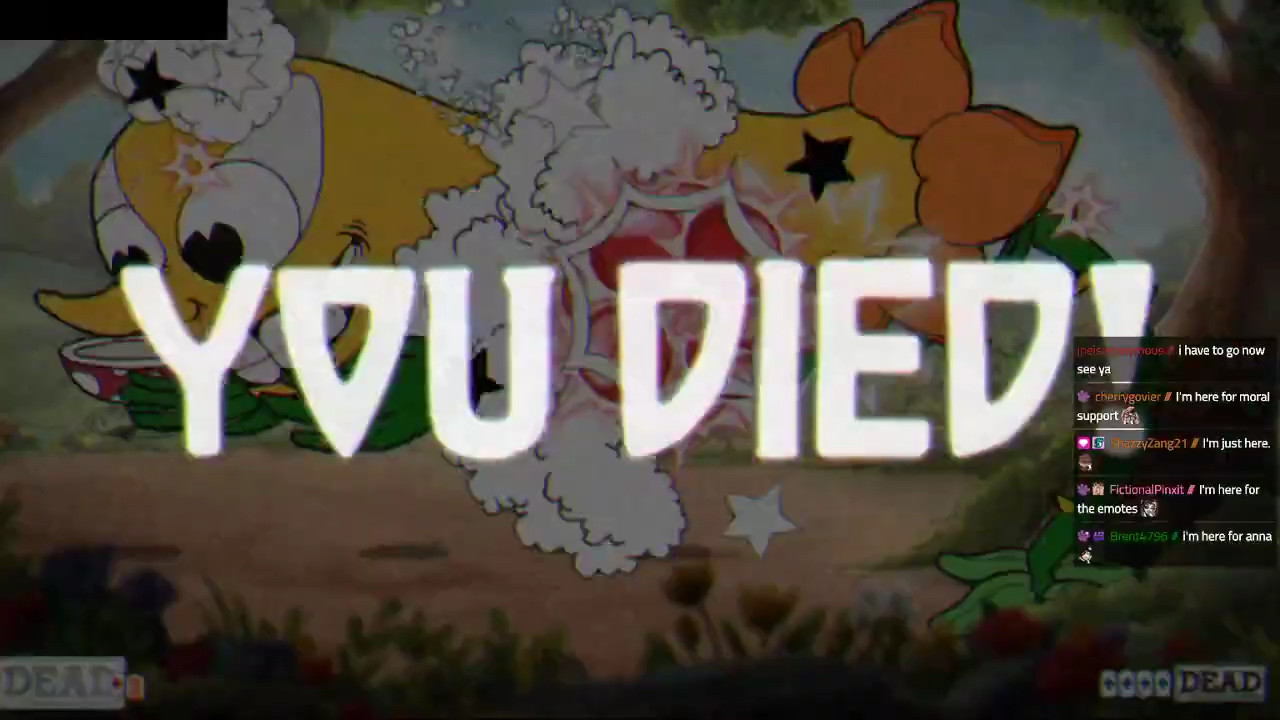 YOU DIED!
i have to go now
see ya
cherrygovier // I'm here for moral
support
ShazzyZang21 // I'm just here.
FictionalPinxit // I'm here for
the emotes
Brent4796 // i'm here for anna
DEAD
DEAD